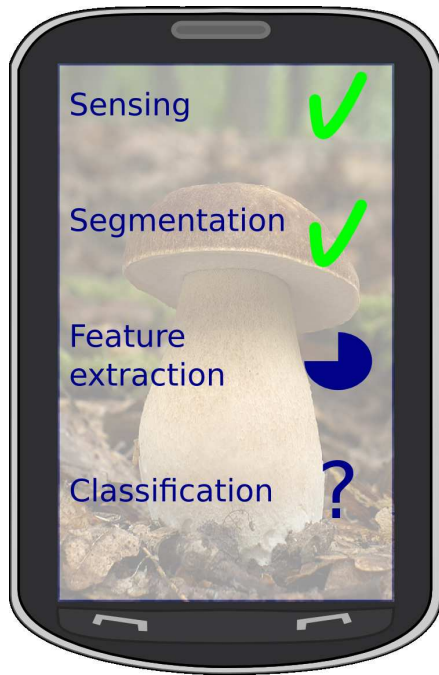 Sensing
Segmentation
Feature
extraction
Classification
?